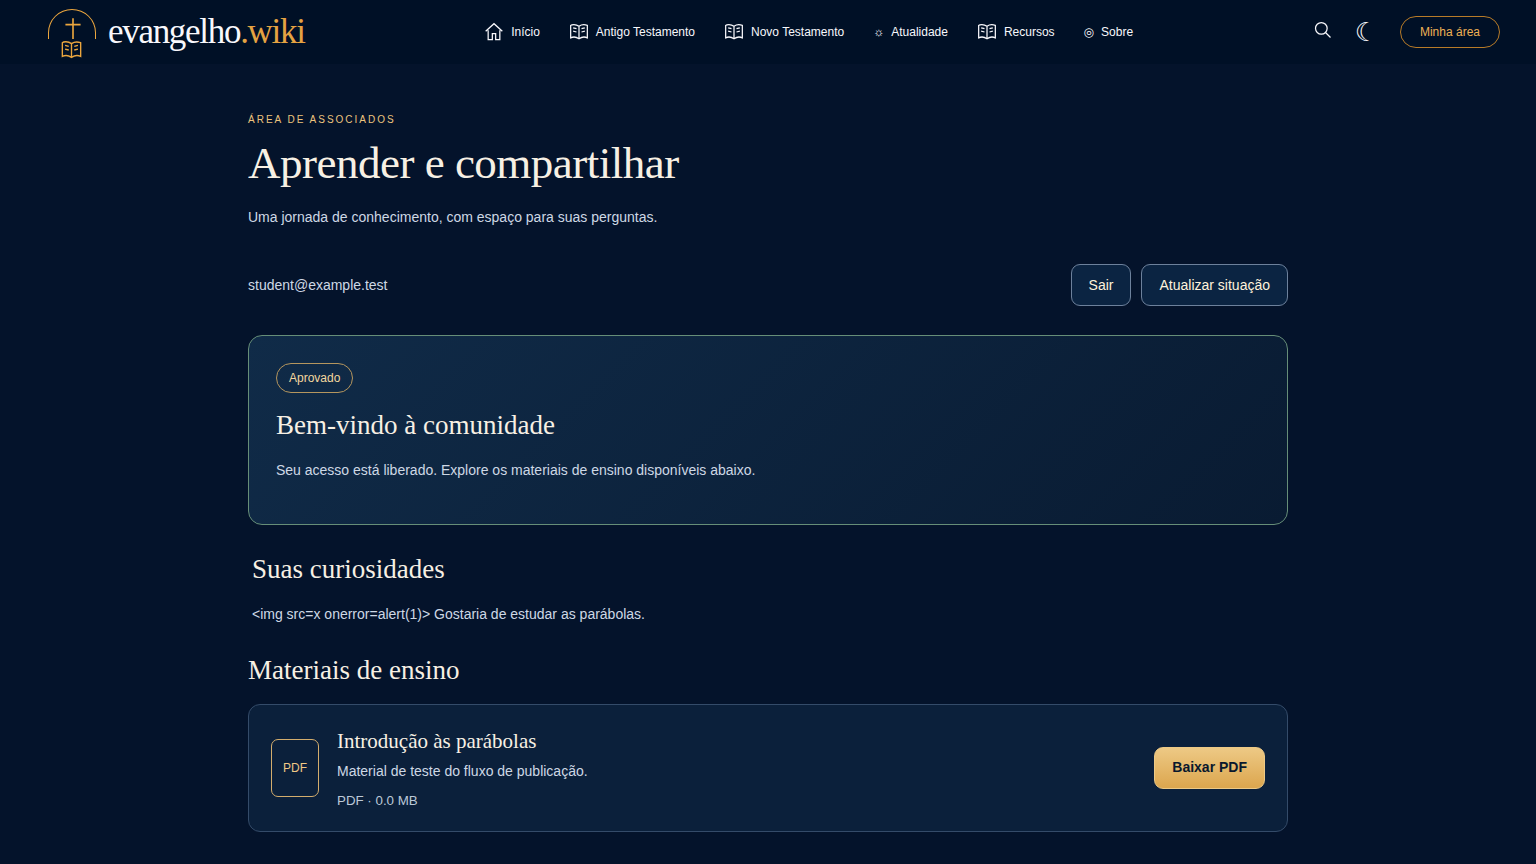 evangelho.wiki
Início
Antigo Testamento
Novo Testamento
Atualidade
Recursos
Sobre
Minha área
ÁREA DE ASSOCIADOS
Aprender e compartilhar
Uma jornada de conhecimento, com espaço para suas perguntas.
student@example.test
Sair
Atualizar situação
Aprovado
Bem-vindo à comunidade
Seu acesso está liberado. Explore os materiais de ensino disponíveis abaixo.
Suas curiosidades
<img src=x onerror=alert(1)> Gostaria de estudar as parábolas.
Materiais de ensino
PDF
Introdução às parábolas
Material de teste do fluxo de publicação.
PDF · 0.0 MB
Baixar PDF